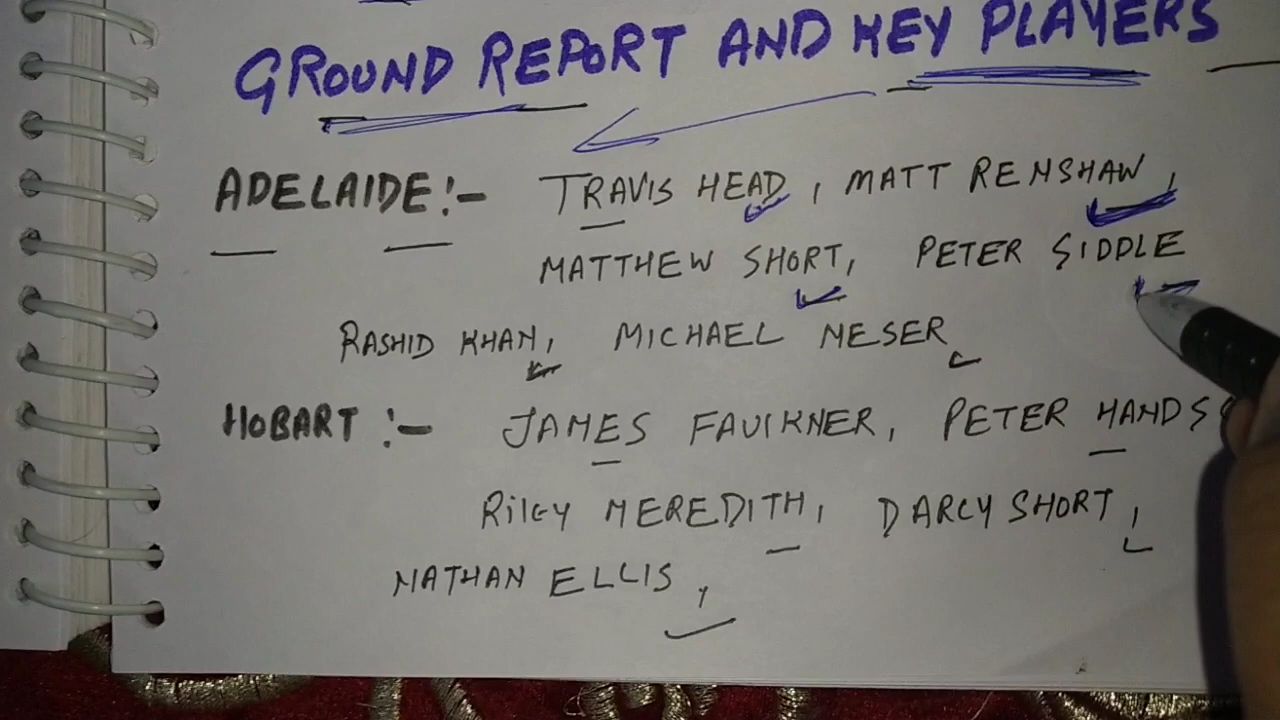 GROUND REPORT AND KEY PLAYERS
ADELAIDE:- TRAVIS HEAD, MATT RENSHAW,
MATTHEW SHORT, PETER SIDDLE
RASHID KHAN, MICHAEL NESER
HOBART:- JAMES FAULKNER, PETER HANDS
RILEY MEREDITH, DARCY SHORT,
NATHAN ELLIS,